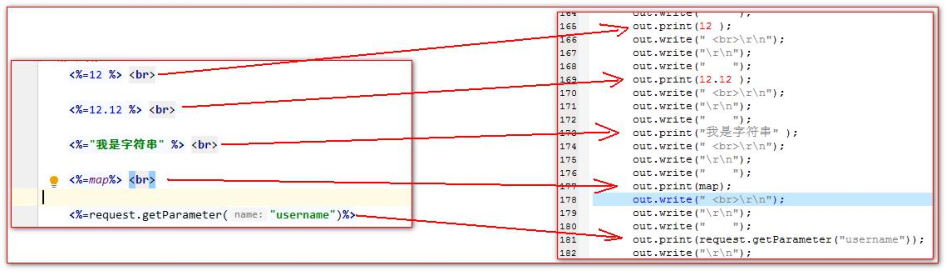 <%=12 %> <br>
<%=12.12 %> <br>
<%="我是字符串" %> <br>
<%=map%> <br>
<%=request.getParameter( name: "username")%>
164 out.write(" ");
165 out.print(12 );
166 out.write(" <br>\r\n");
167 out.write("\r\n");
168 out.write(" ");
169 out.print(12.12 );
170 out.write(" <br>\r\n");
171 out.write("\r\n");
172 out.write(" ");
173 out.print("我是字符串" );
174 out.write(" <br>\r\n");
175 out.write("\r\n");
176 out.write(" ");
177 out.print(map);
178 out.write(" <br>\r\n");
179 out.write("\r\n");
180 out.write(" ");
181 out.print(request.getParameter("username"));
182 out.write("\r\n");